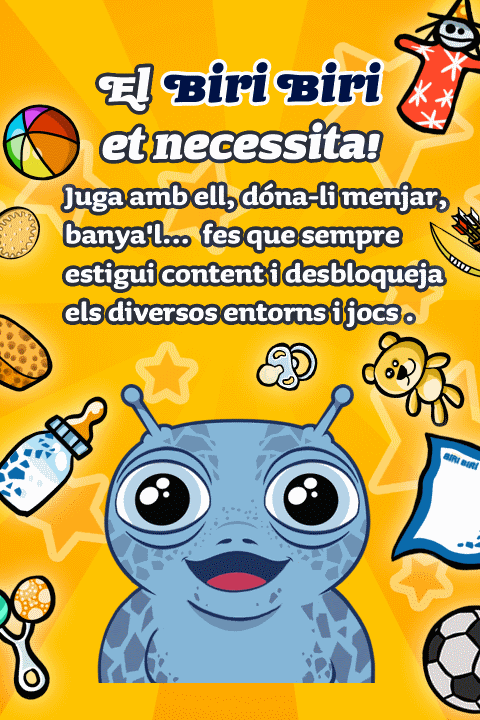 El Biri Biri
et necessita!
Juga amb ell, dóna-li menjar,
banya'l... fes que sempre
estigui content i desbloqueja
els diversos entorns i jocs .
BIRI BIRI